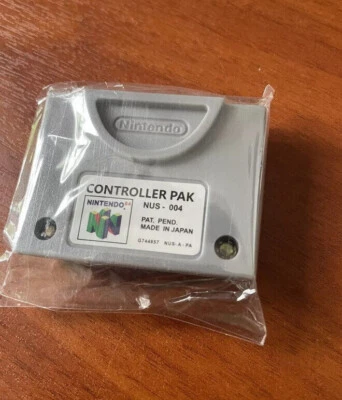 Nintendo
CONTROLLER PAK
NINTENDO64
NUS - 004
PAT. PEND.
MADE IN JAPAN
NUS-A-PA